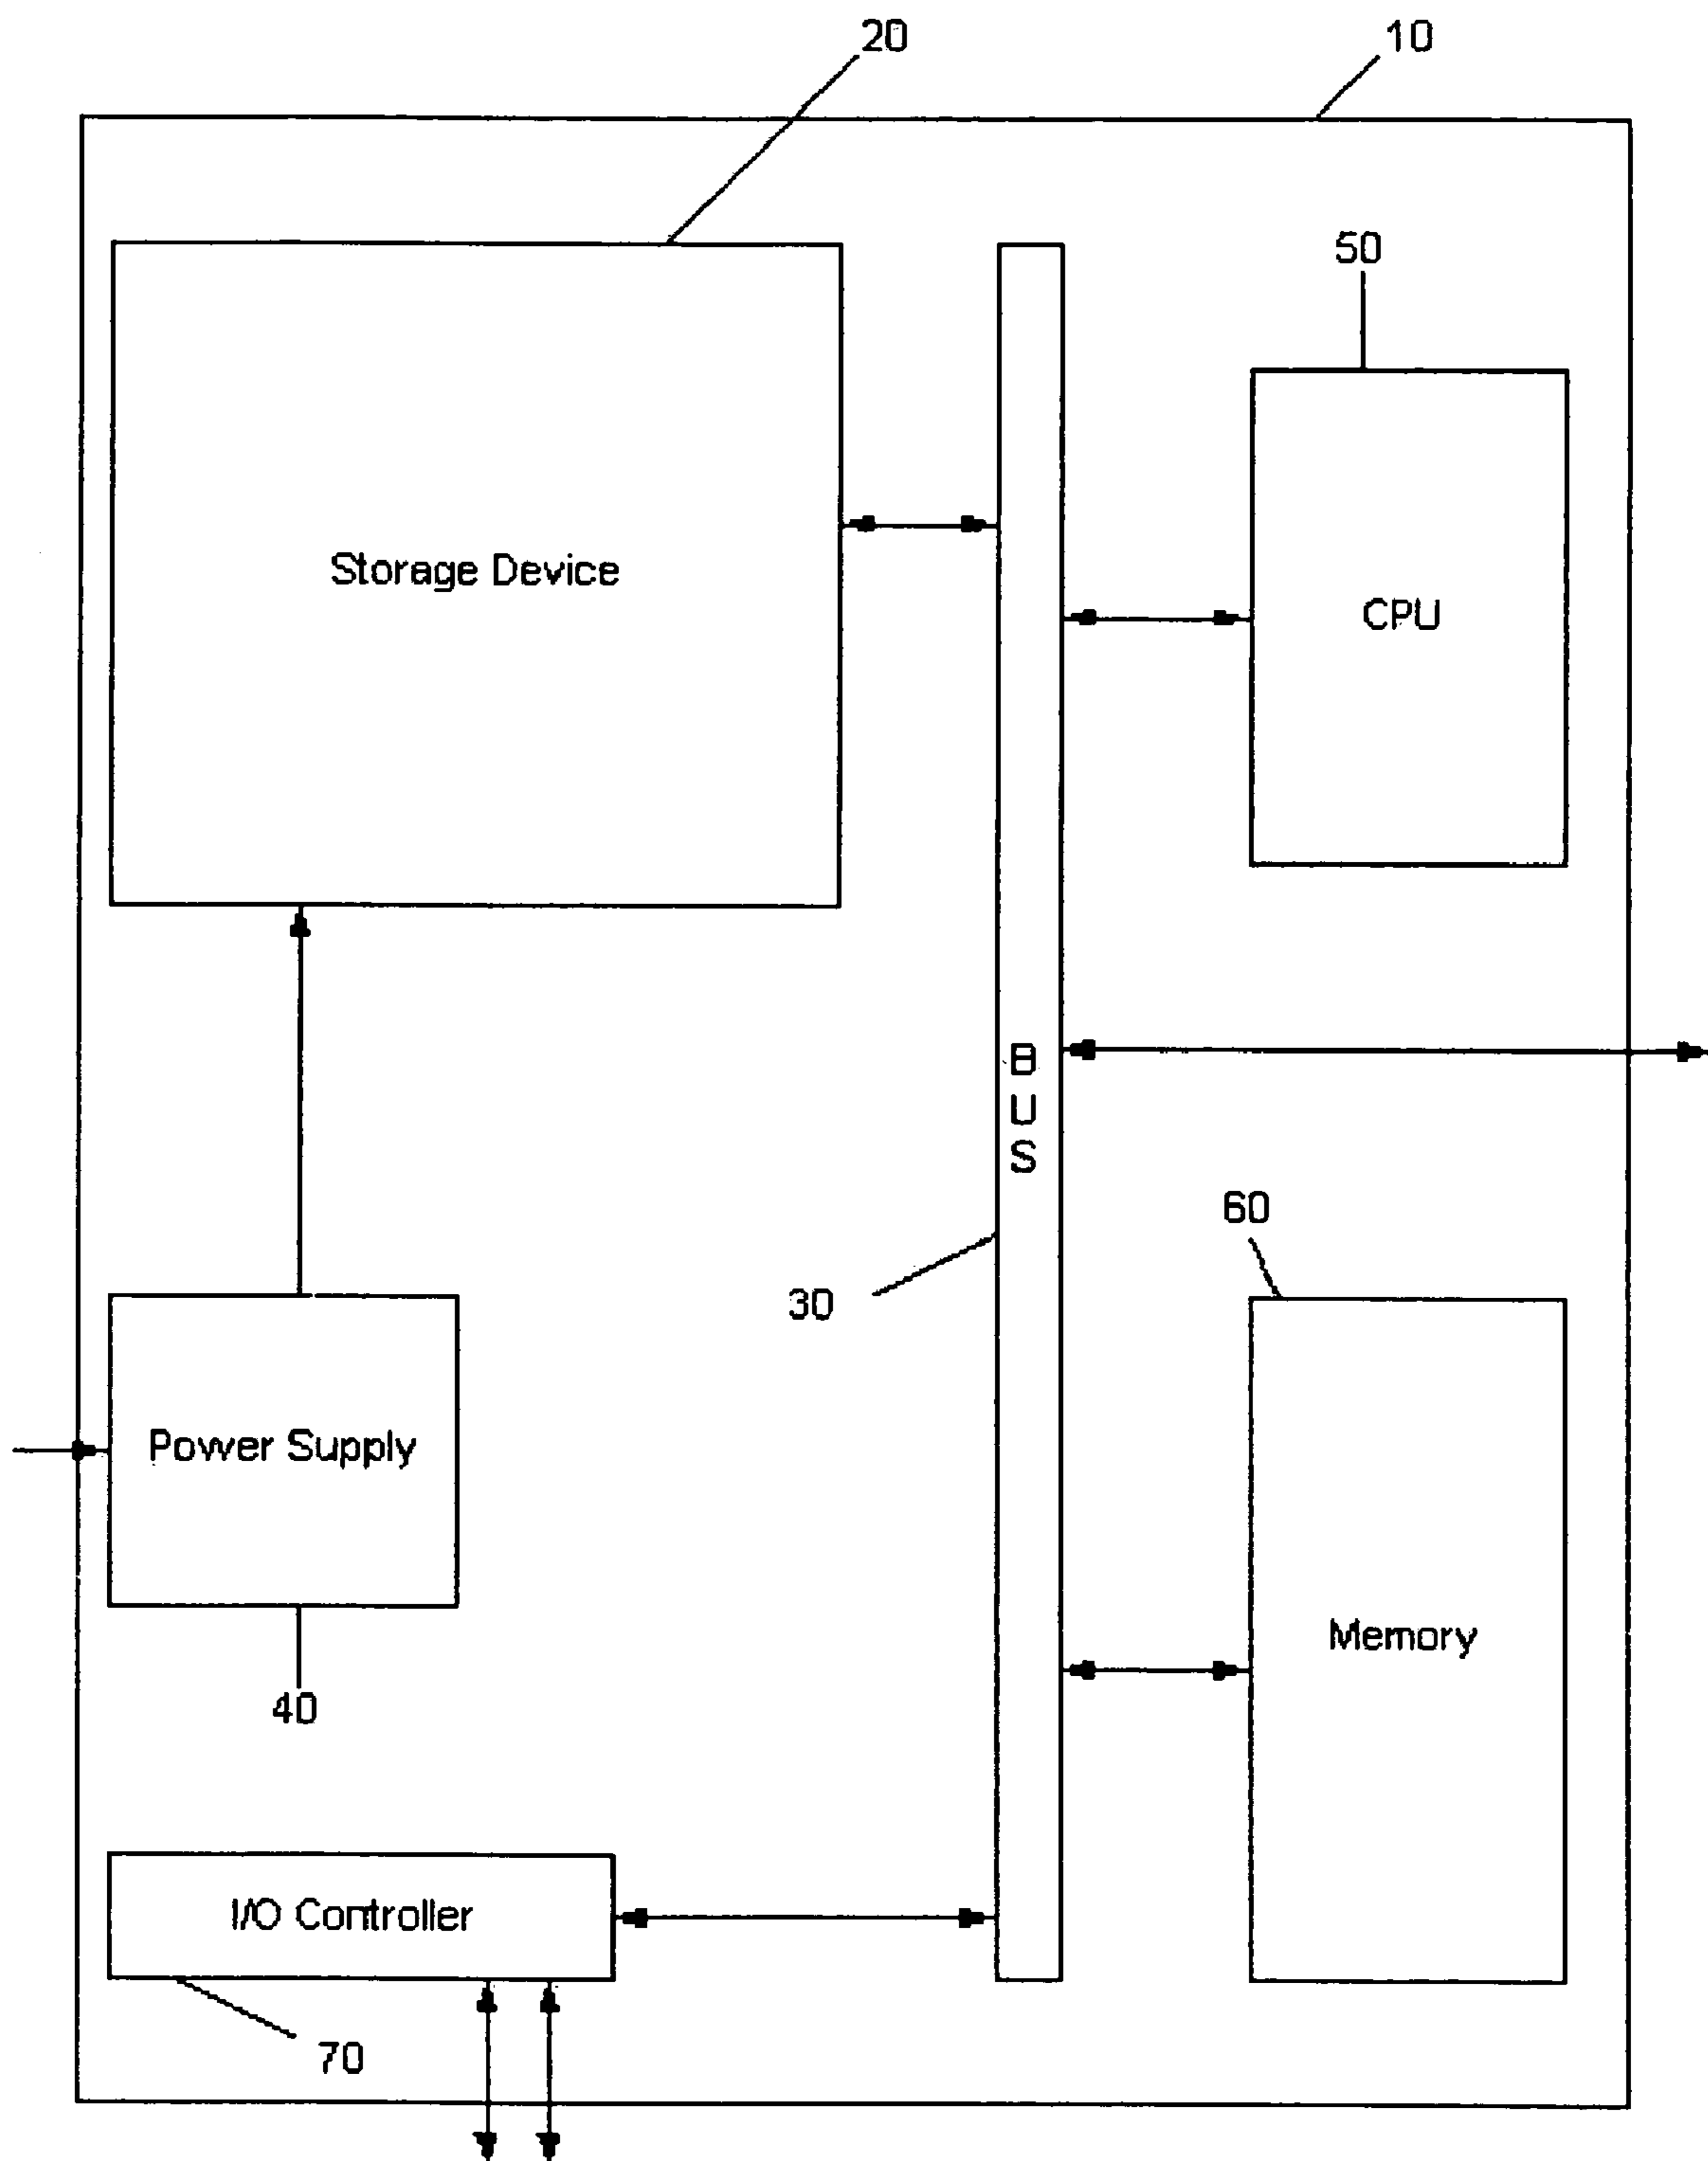 20
10
50
Storage Device
CPU
B
U
S
60
30
Power Supply
Memory
40
I/O Controller
70